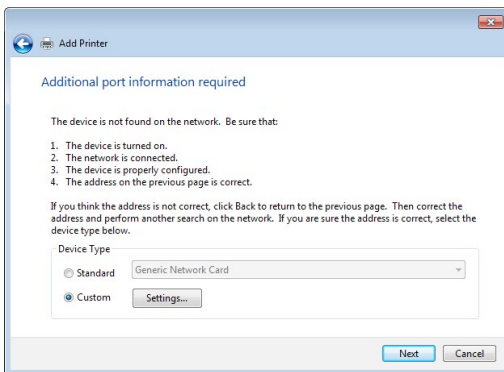 Add Printer
Additional port information required
The device is not found on the network. Be sure that:
1. The device is turned on.
2. The network is connected.
3. The device is properly configured.
4. The address on the previous page is correct.
If you think the address is not correct, click Back to return to the previous page. Then correct the
address and perform another search on the network. If you are sure the address is correct, select the
device type below.
Device Type
Standard
Generic Network Card
Custom
Settings...
Next
Cancel